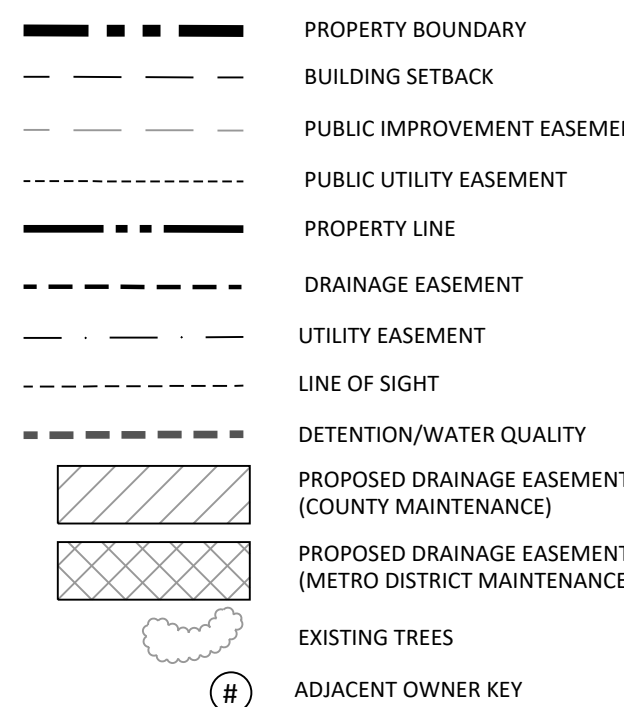 PROPERTY BOUNDARY
BUILDING SETBACK
PUBLIC IMPROVEMENT
PUBLIC UTILITY EASEMENT
PROPERTY LINE
DRAINAGE EASEMENT
UTILITY EASEMENT
LINE OF SIGHT
DETENTION/WATER QUALITY
PROPOSED DRAINAGE EASEMENT
(COUNTY MAINTENANCE)
PROPOSED DRAINAGE EASEMENT
(METRO DISTRICT MAINTENANCE
EXISTING TREES
# ADJACENT OWNER KEY